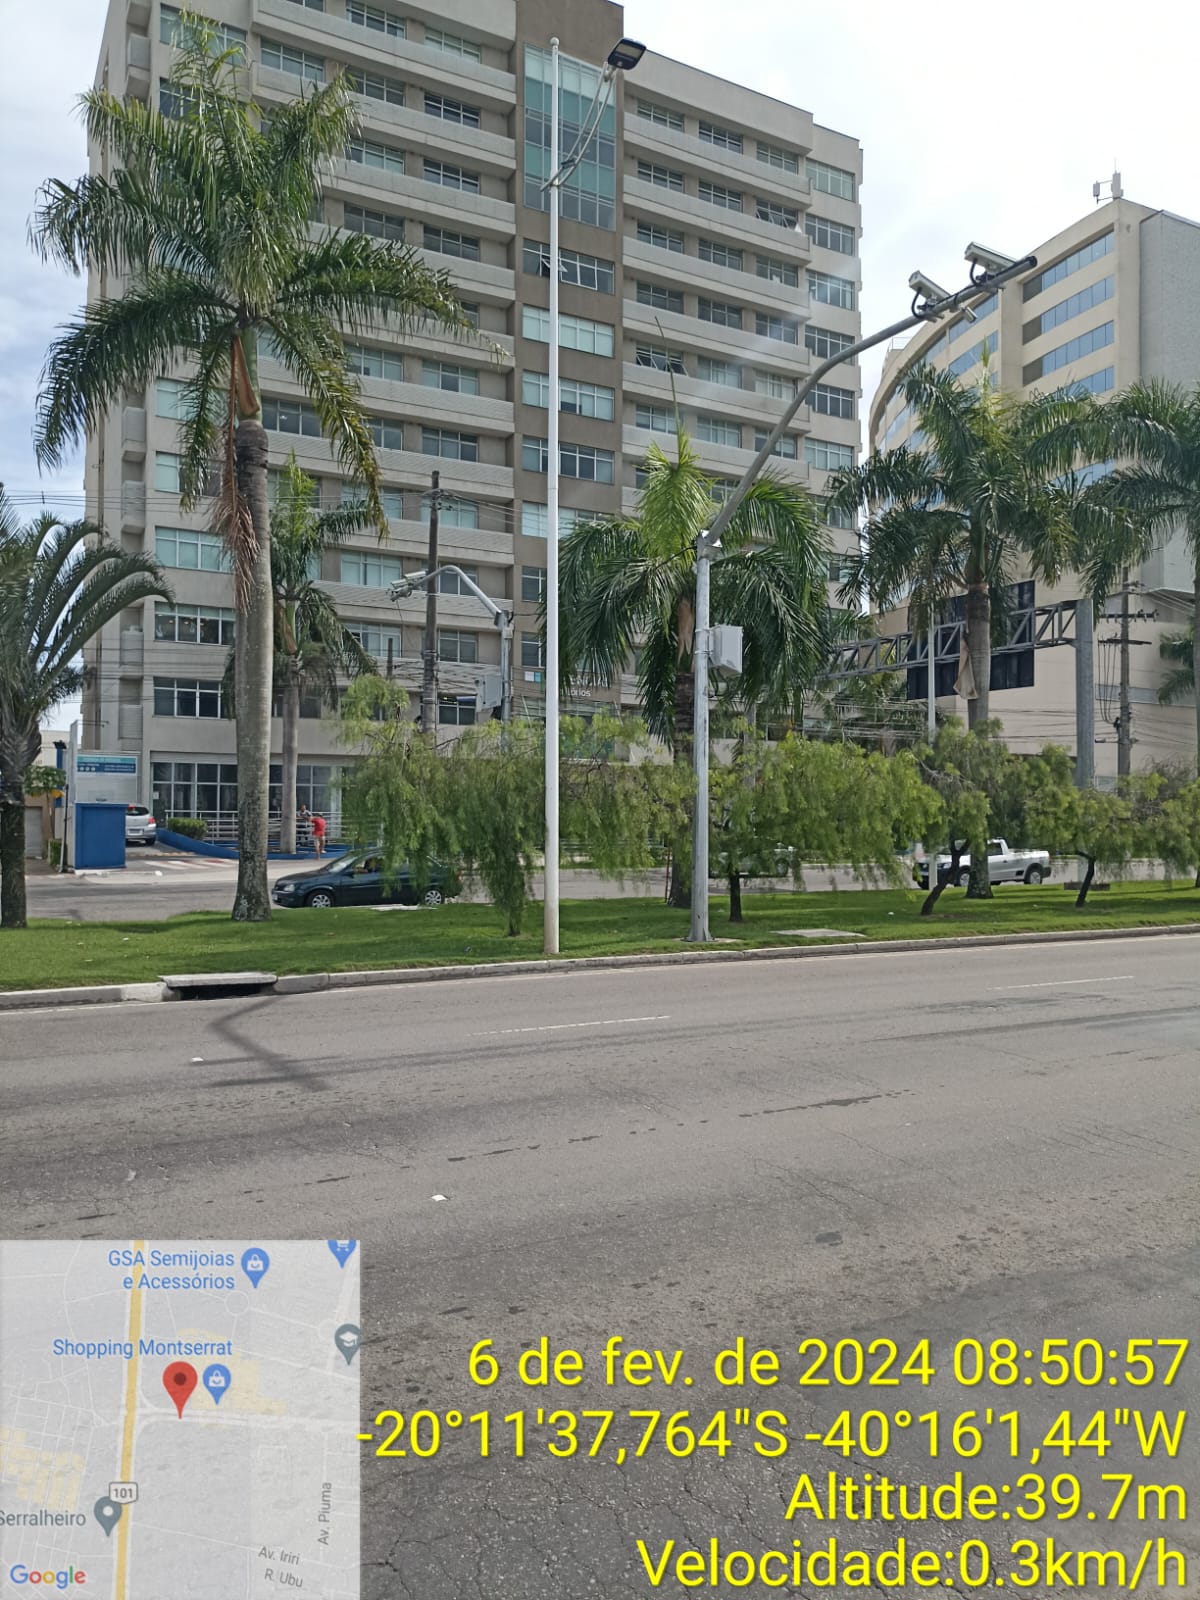 GSA Semijoias
e Acessórios
Shopping Montserrat
101
Serralheiro
Av. Piuma
Av. Iriri
R. Ubu
Google
6 de fev. de 2024 08:50:57
-20°11'37,764"S -40°16'1,44"W
Altitude:39.7m
Velocidade:0.3km/h